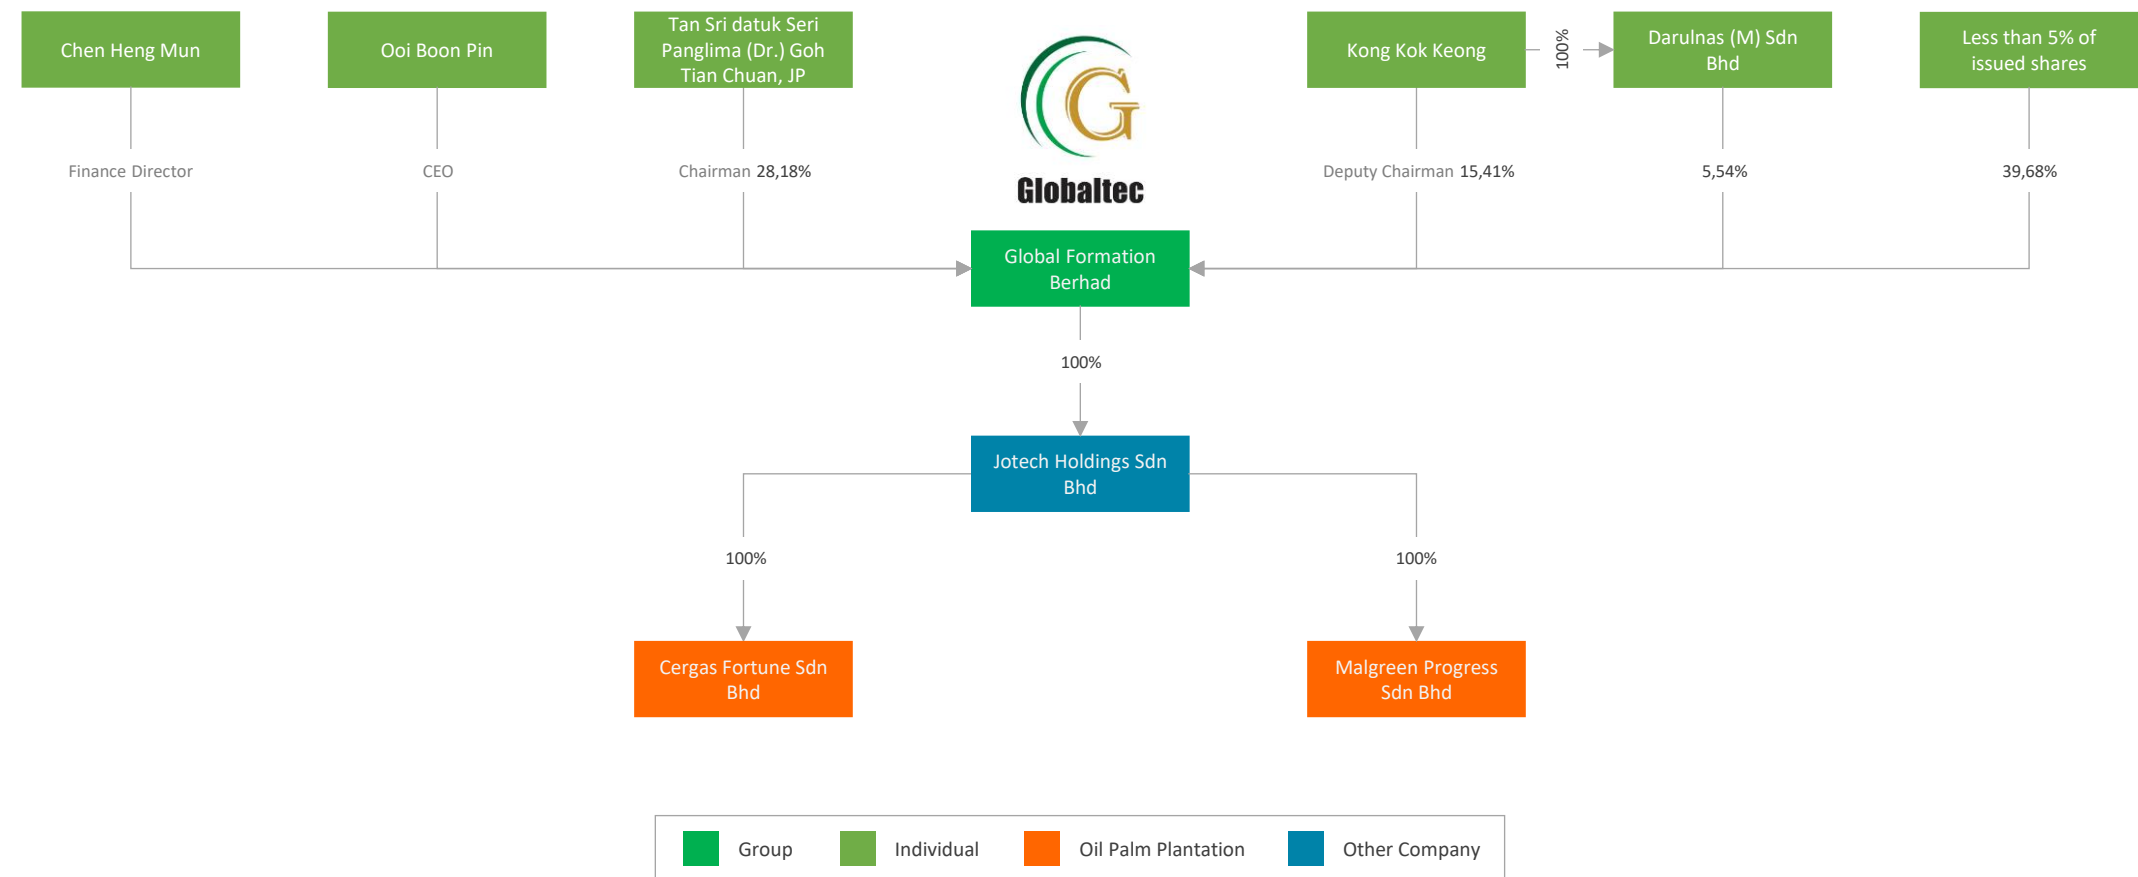 Chen Heng Mun
Ooi Boon Pin
Tan Sri datuk Seri
Panglima (Dr.) Goh
Tian Chuan, JP
Kong Kok Keong
100%
Darulnas (M) Sdn
Bhd
Less than 5% of
issued shares
G
Globaltec
Finance Director
CEO
Chairman 28,18%
Deputy Chairman 15,41%
5,54%
39,68%
Global Formation
Berhad
100%
Jotech Holdings Sdn
Bhd
100%
100%
Cergas Fortune Sdn
Bhd
Malgreen Progress
Sdn Bhd
Group
Individual
Oil Palm Plantation
Other Company